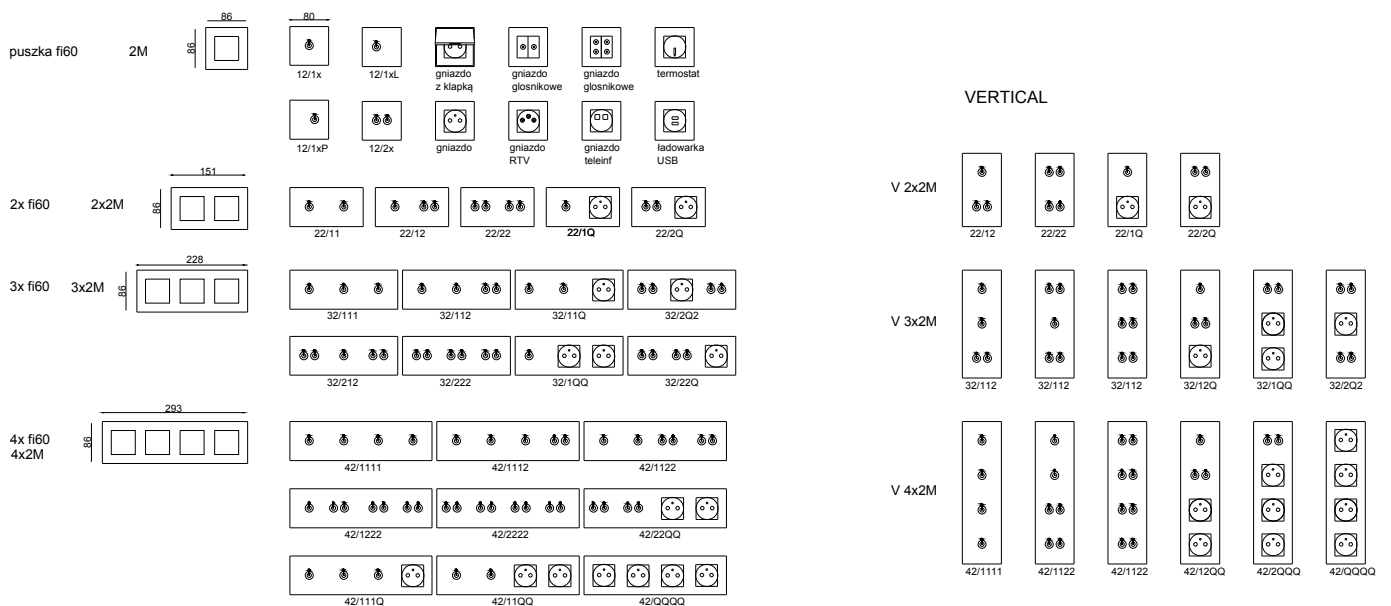 86
80
puszka fi60
2M
86
12/1x
12/1xL
gniazdo
z klapką
gniazdo
glosnikowe
gniazdo
glosnikowe
termostat
12/1xP
12/2x
gniazdo
gniazdo
RTV
gniazdo
teleinf
ładowarka
USB
151
2x fi60
2x2M
86
22/11
22/12
22/22
22/1Q
22/2Q
228
3x fi60
3x2M
86
32/111
32/112
32/11Q
32/2Q2
32/212
32/222
32/1QQ
32/22Q
293
4x fi60
4x2M
86
42/1111
42/1112
42/1122
42/1222
42/2222
42/22QQ
42/111Q
42/11QQ
42/QQQQ
VERTICAL
V 2x2M
22/12
22/22
22/1Q
22/2Q
V 3x2M
32/112
32/112
32/112
32/12Q
32/1QQ
32/2Q2
V 4x2M
42/1111
42/1122
42/1122
42/12QQ
42/2QQQ
42/QQQQ